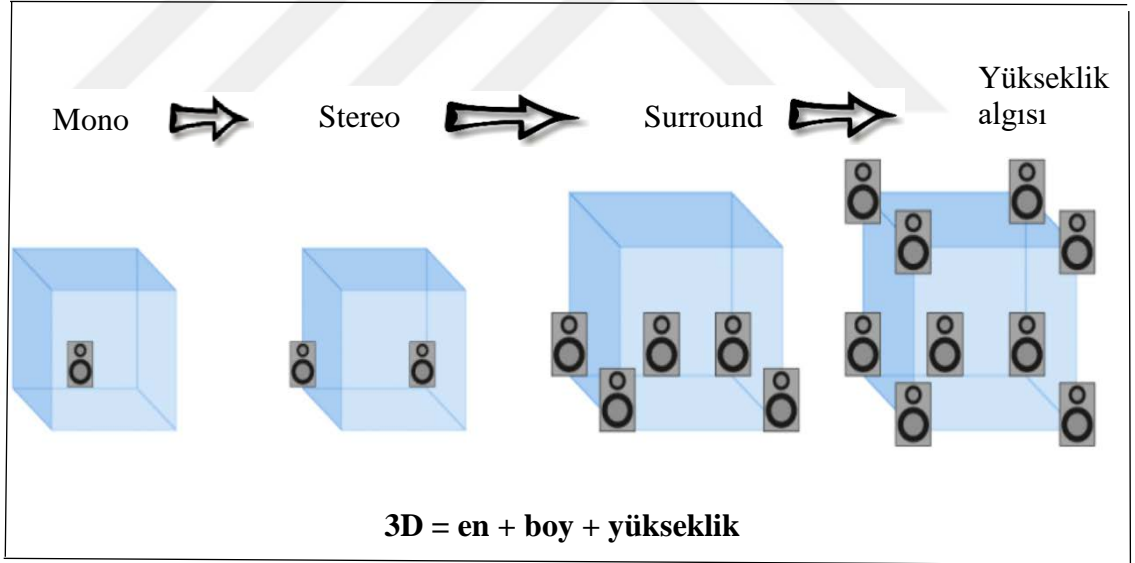 Mono
Stereo
Surround
Yükseklik
algısı
3D = en + boy + yükseklik